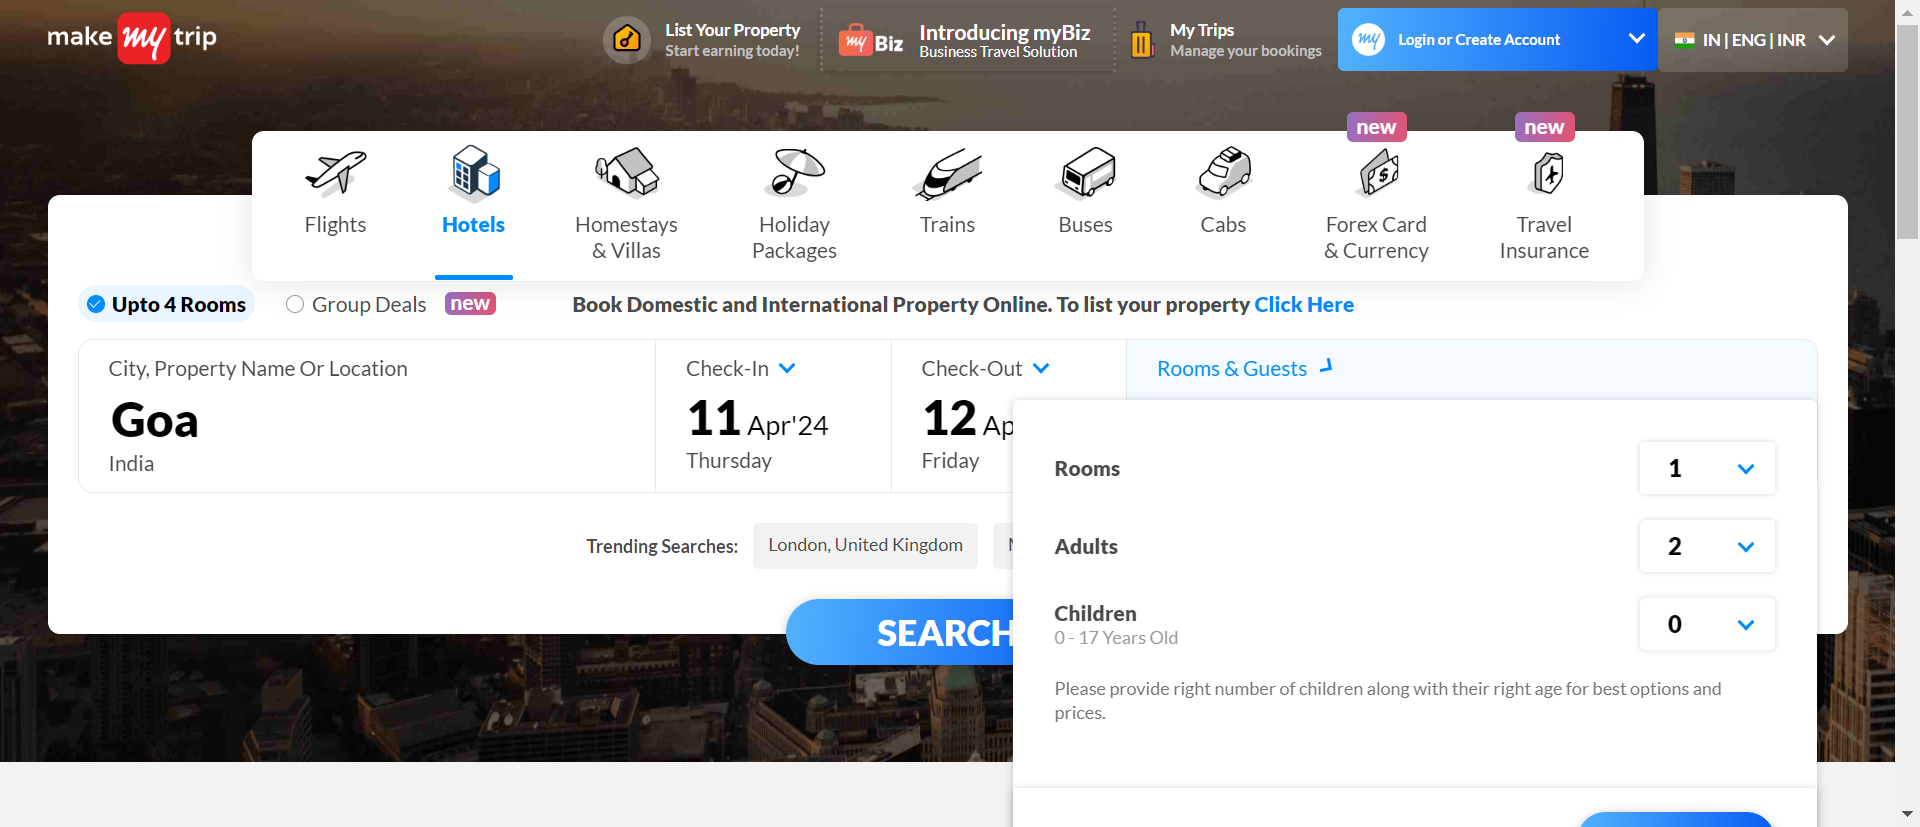 make my trip
List Your Property
Start earning today!
my Biz
Introducing myBiz
Business Travel Solution
My Trips
Manage your bookings
my
Login or Create Account
IN | ENG | INR
new
new
Flights
Hotels
Homestays
& Villas
Holiday
Packages
Trains
Buses
Cabs
Forex Card
& Currency
Travel
Insurance
Upto 4 Rooms
Group Deals
new
Book Domestic and International Property Online. To list your property Click Here
City, Property Name Or Location
Goa
India
Check-In
11 Apr'24
Thursday
Check-Out
12 Ap
Friday
Rooms & Guests
Rooms
1
Adults
2
Children
0 - 17 Years Old
0
Please provide right number of children along with their right age for best options and
prices.
Trending Searches:
London, United Kingdom
SEARCH